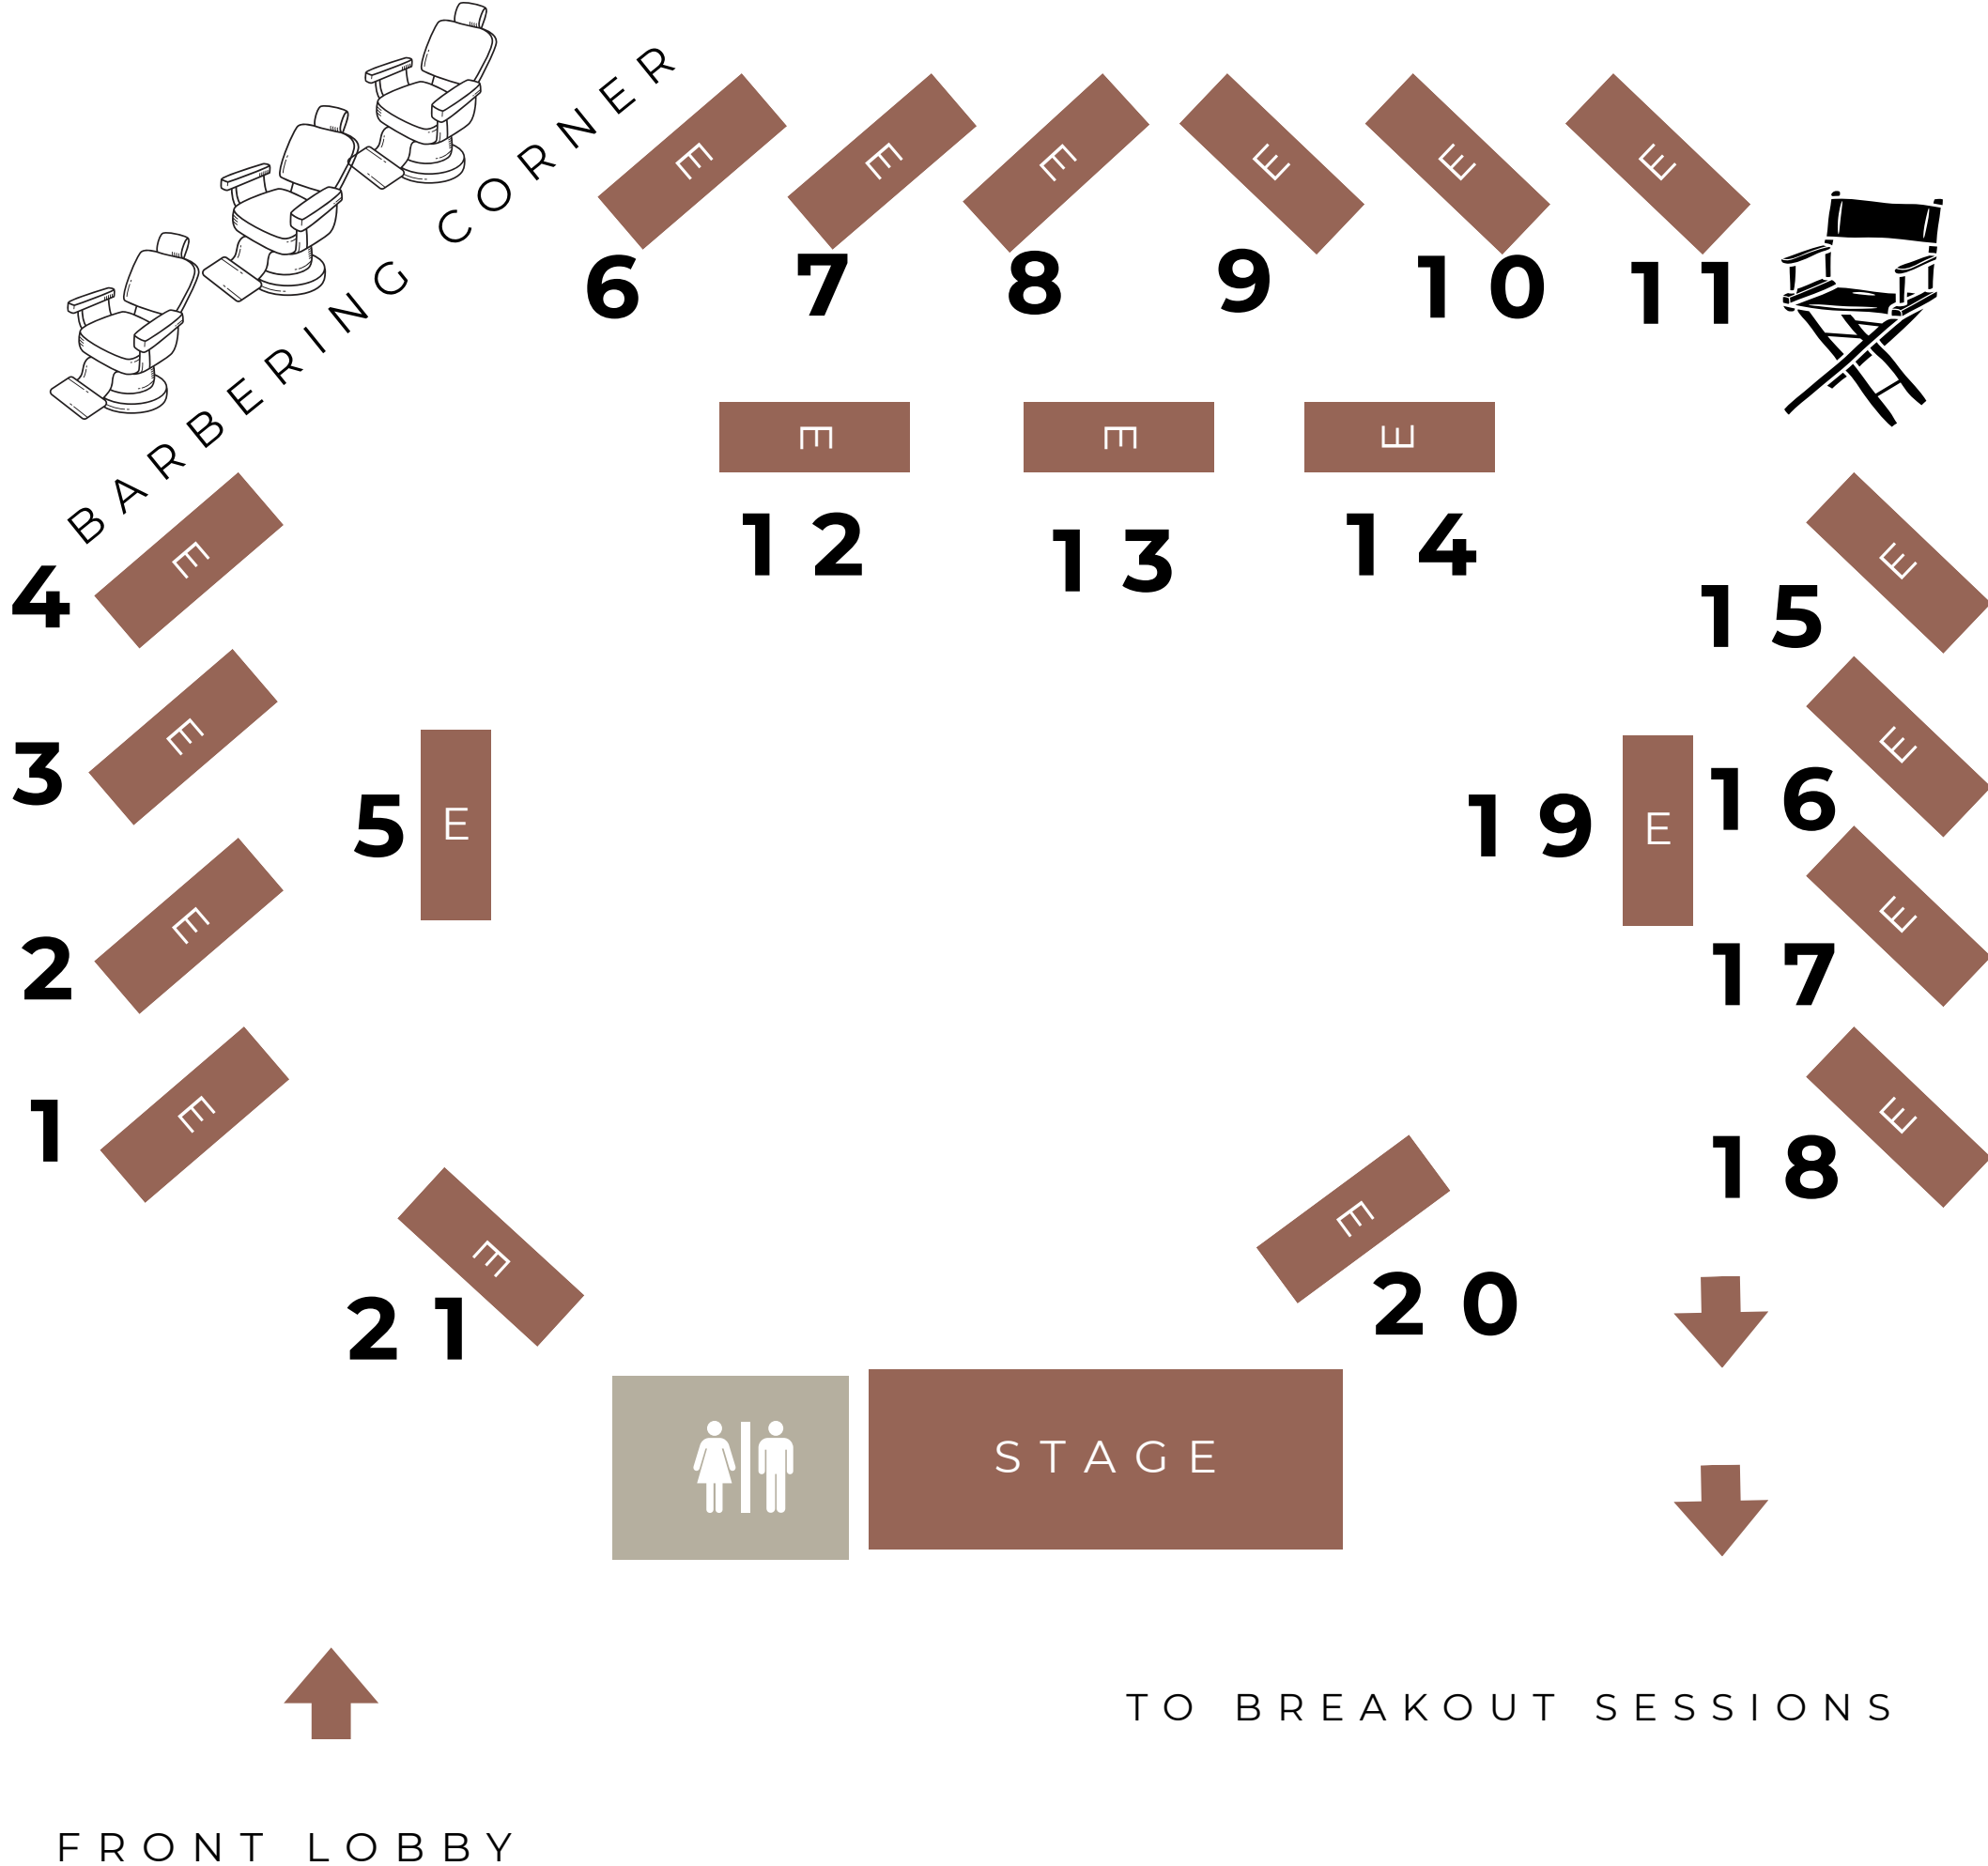 BARBERING CORNER
E E E E E E
6 7 8 9 10 11
E E E
12 13 14
4 E
E 15
3 E
E 16
5 E
19 E
2 E
E 17
1 E
E 18
E
21
E
20
STAGE
TO BREAKOUT SESSIONS
FRONT LOBBY